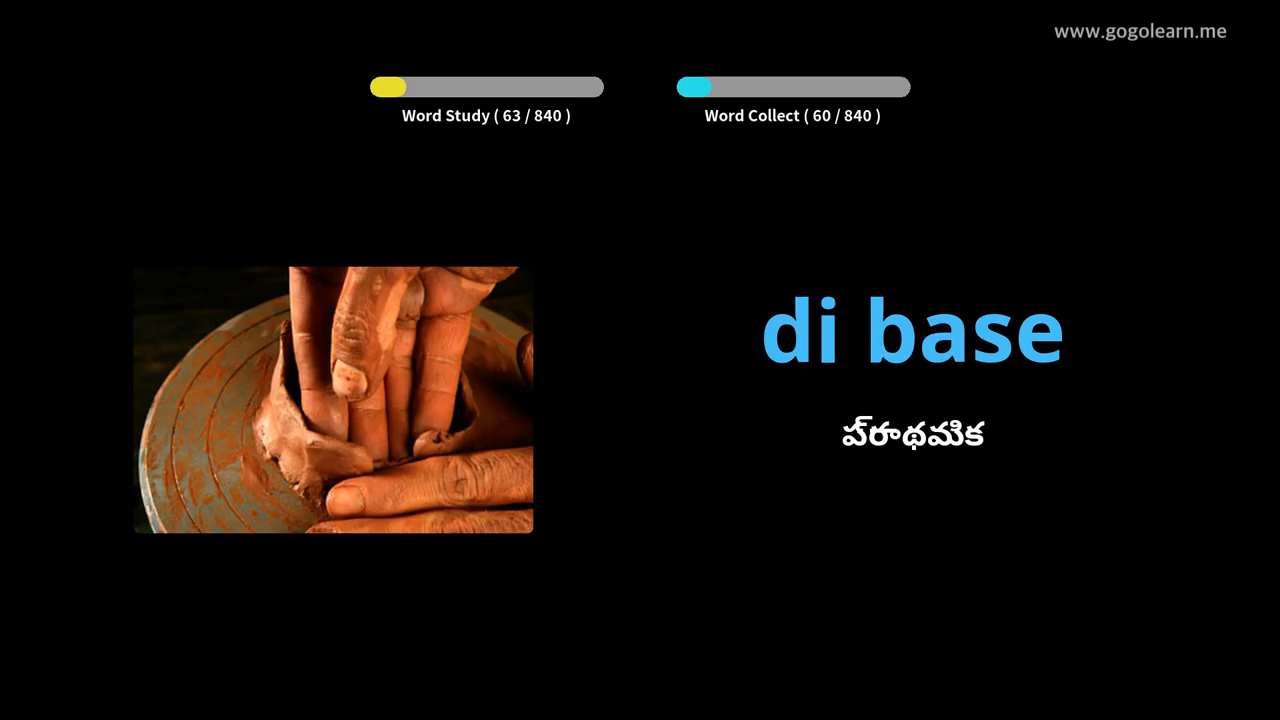 www.gogolearn.me
Word Study ( 63 / 840 )
Word Collect ( 60 / 840 )
di base
ప్రాథమిక